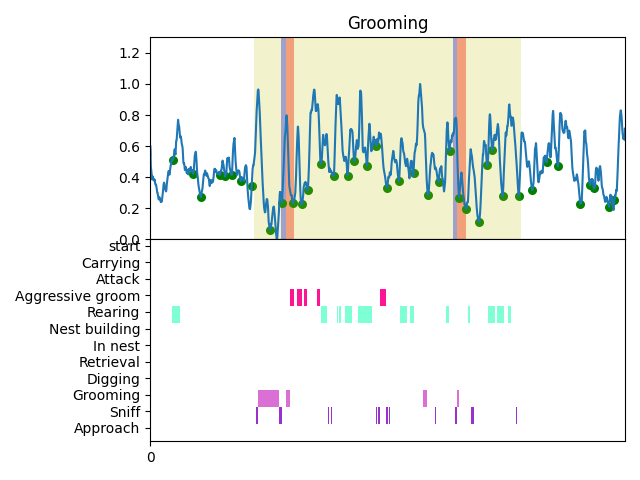 Grooming
1.2
1.0
0.8
0.6
0.4
0.2
0.0
start
Carrying
Attack
Aggressive groom
Rearing
Nest building
In nest
Retrieval
Digging
Grooming
Sniff
Approach
0